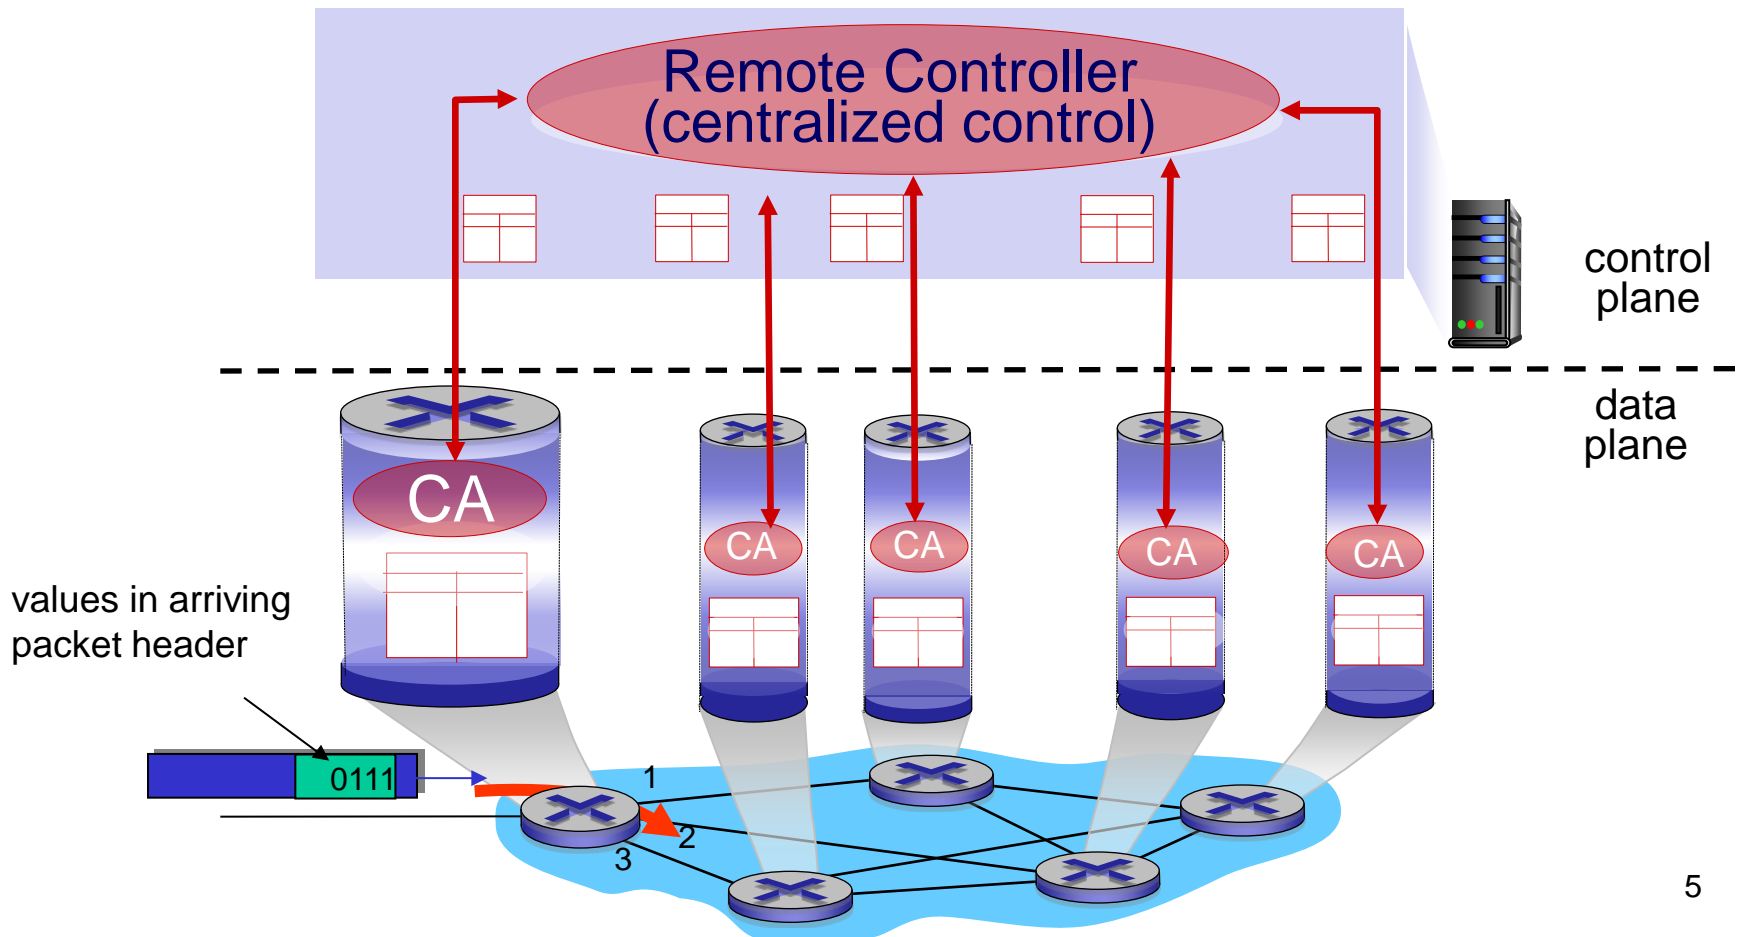 Remote Controller
(centralized control)
control
plane
data
plane
CA
CA
CA
CA
CA
values in arriving
packet header
0111
1
2
3
5